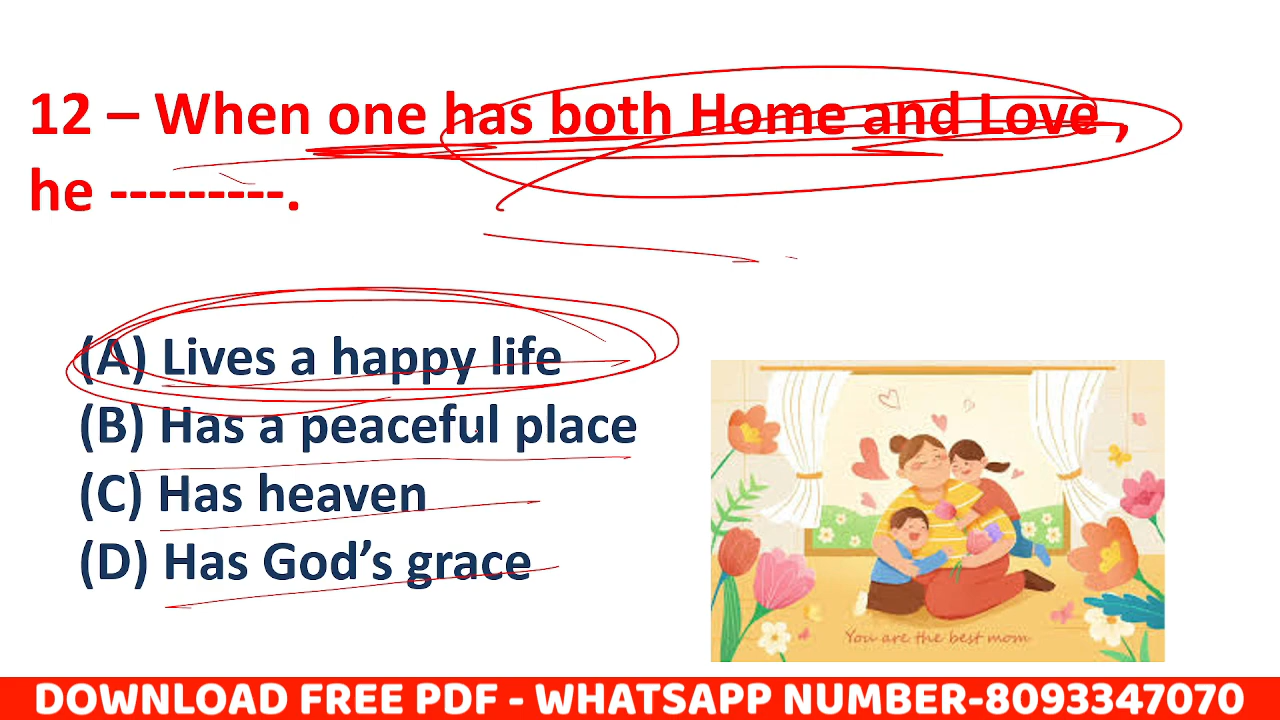 12 – When one has both Home and Love ,
he ---------.
(A) Lives a happy life
(B) Has a peaceful place
(C) Has heaven
(D) Has God’s grace
You are the best mom
DOWNLOAD FREE PDF - WHATSAPP NUMBER-8093347070